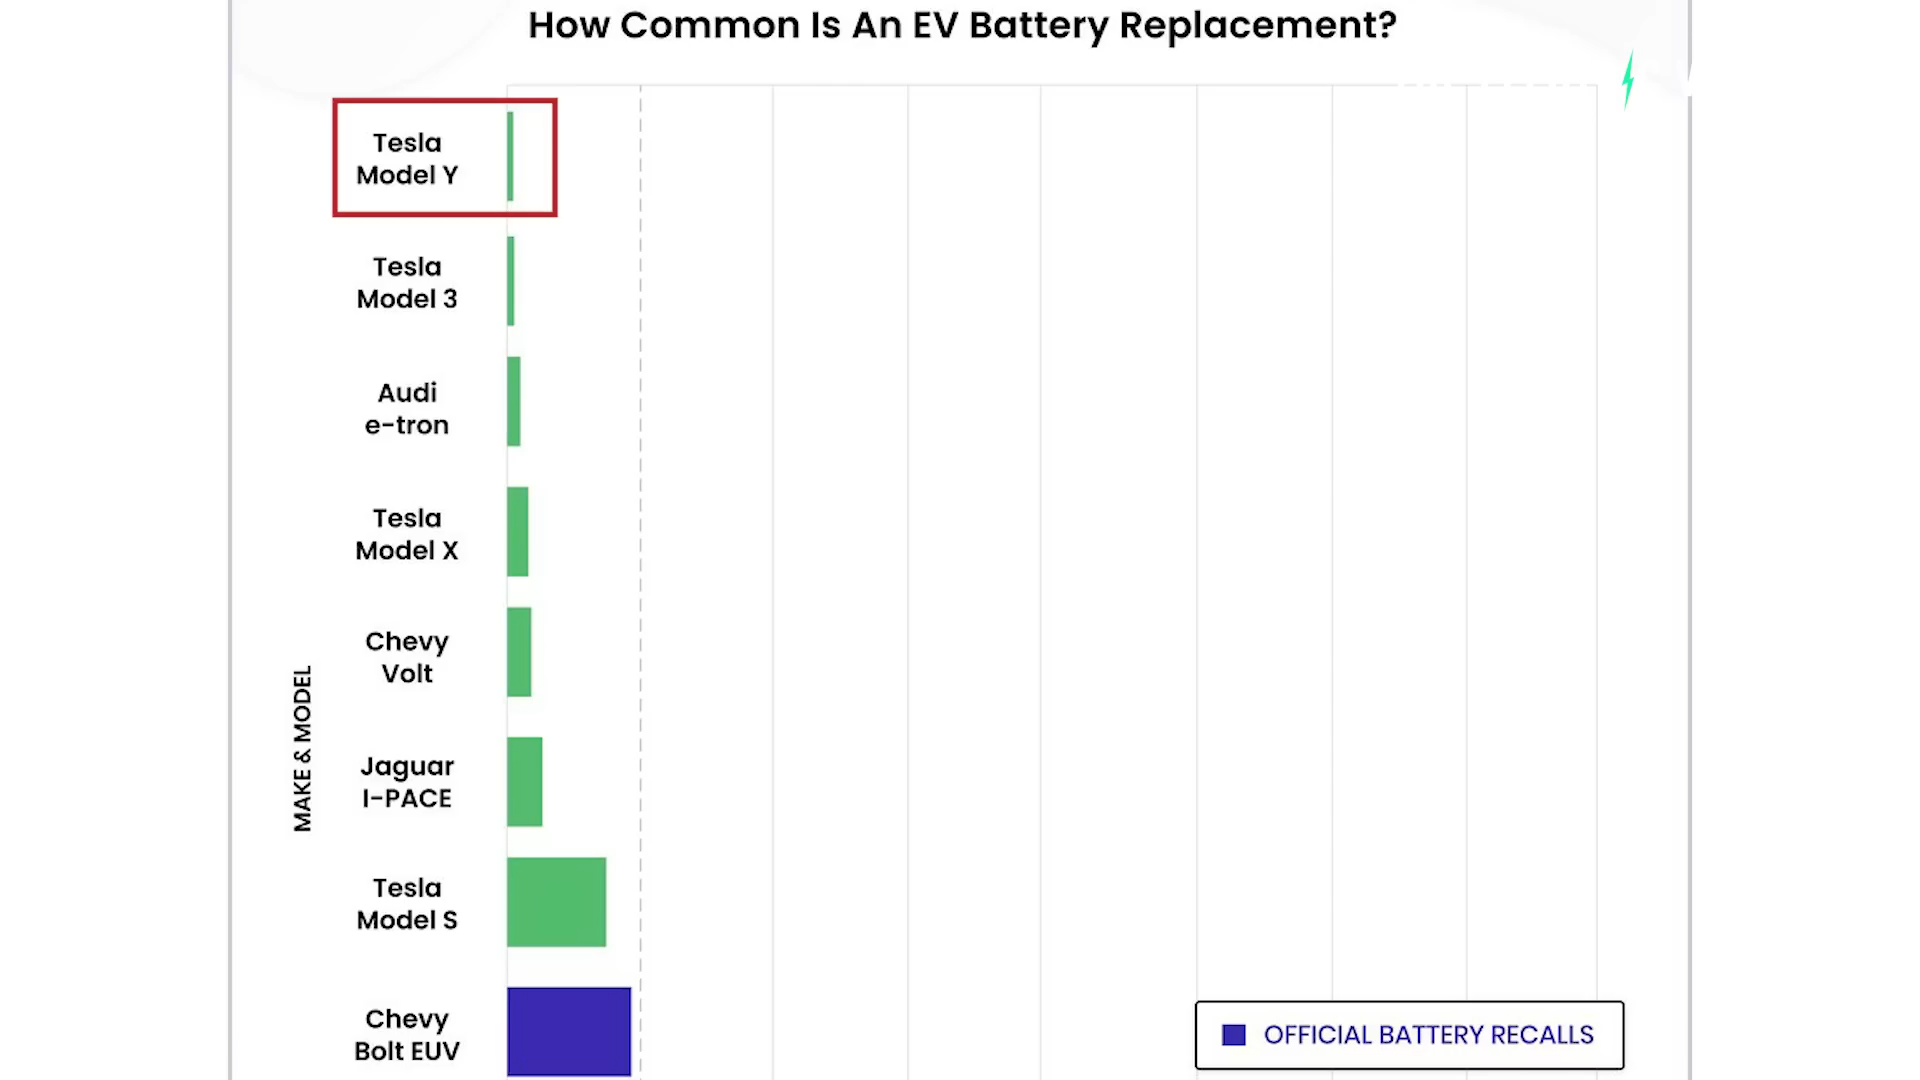 How Common Is An EV Battery Replacement?
Tesla
Model Y
Tesla
Model 3
Audi
e-tron
Tesla
Model X
Chevy
Volt
Jaguar
I-PACE
Tesla
Model S
Chevy
Bolt EUV
MAKE & MODEL
OFFICIAL BATTERY RECALLS